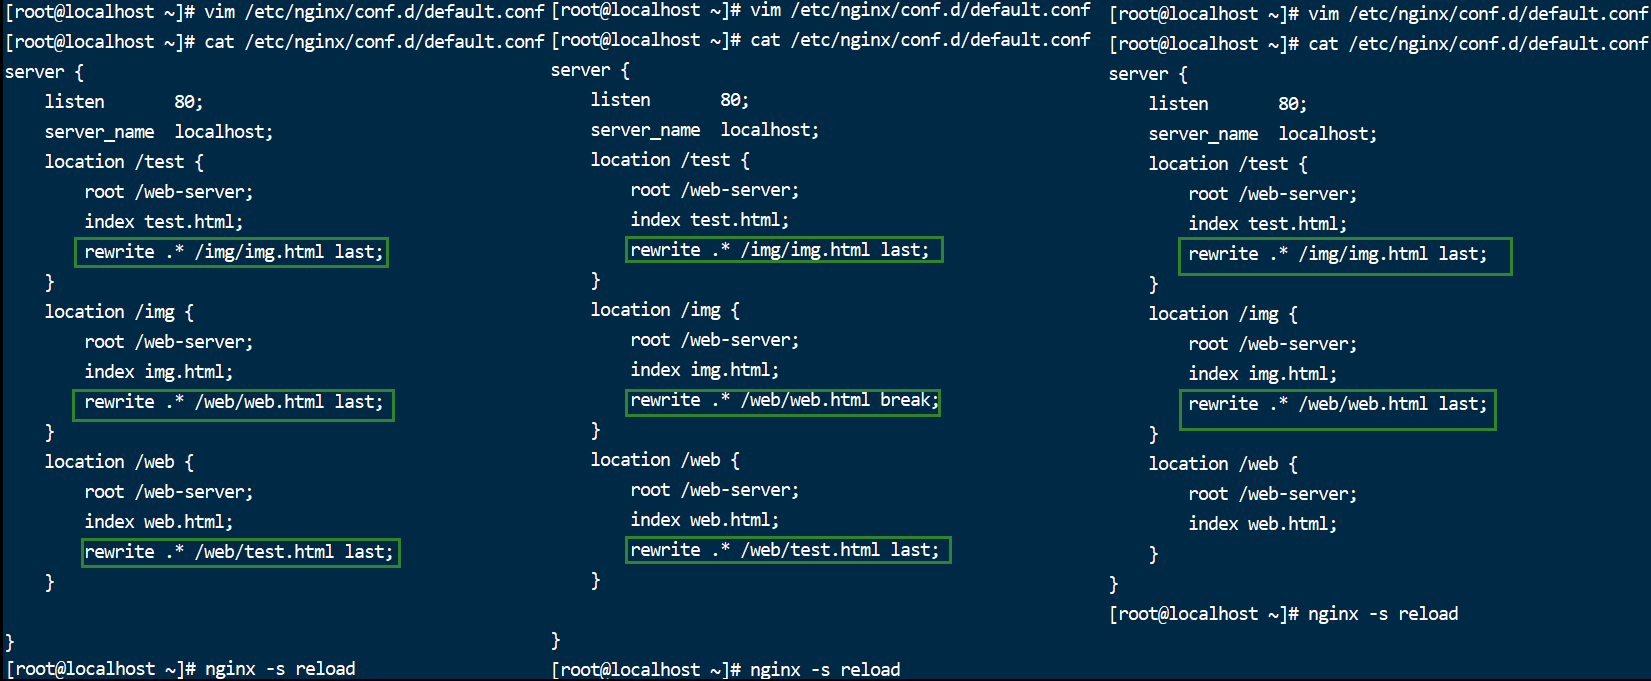 [root@localhost ~]# vim /etc/nginx/conf.d/default.conf
[root@localhost ~]# cat /etc/nginx/conf.d/default.conf
server {
    listen       80;
    server_name  localhost;
    location /test {
        root /web-server;
        index test.html;
        rewrite .* /img/img.html last;
    }
    location /img {
        root /web-server;
        index img.html;
        rewrite .* /web/web.html last;
    }
    location /web {
        root /web-server;
        index web.html;
        rewrite .* /web/test.html last;
    }
}
[root@localhost ~]# nginx -s reload
[root@localhost ~]# vim /etc/nginx/conf.d/default.conf
[root@localhost ~]# cat /etc/nginx/conf.d/default.conf
server {
    listen       80;
    server_name  localhost;
    location /test {
        root /web-server;
        index test.html;
        rewrite .* /img/img.html last;
    }
    location /img {
        root /web-server;
        index img.html;
        rewrite .* /web/web.html break;
    }
    location /web {
        root /web-server;
        index web.html;
        rewrite .* /web/test.html last;
    }
}
[root@localhost ~]# nginx -s reload
[root@localhost ~]# vim /etc/nginx/conf.d/default.conf
[root@localhost ~]# cat /etc/nginx/conf.d/default.conf
server {
    listen       80;
    server_name  localhost;
    location /test {
        root /web-server;
        index test.html;
        rewrite .* /img/img.html last;
    }
    location /img {
        root /web-server;
        index img.html;
        rewrite .* /web/web.html last;
    }
    location /web {
        root /web-server;
        index web.html;
    }
}
[root@localhost ~]# nginx -s reload